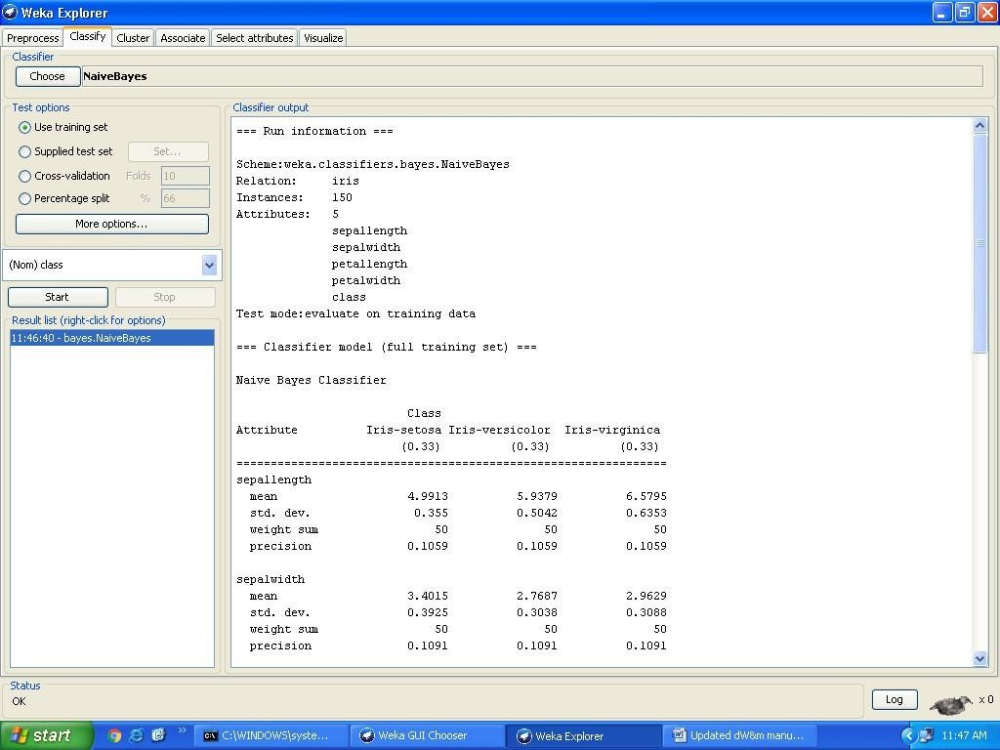 Weka Explorer
Preprocess Classify Cluster Associate Select attributes Visualize
Classifier
Choose NaiveBayes
Test options
Use training set
Supplied test set Set...
Cross-validation Folds 10
Percentage split % 66
More options...
(Nom) class
Start Stop
Result list (right-click for options)
11:46:40 - bayes.NaiveBayes
Classifier output
=== Run information ===
Scheme:weka.classifiers.bayes.NaiveBayes
Relation: iris
Instances: 150
Attributes: 5
sepallength
sepalwidth
petallength
petalwidth
class
Test mode:evaluate on training data
=== Classifier model (full training set) ===
Naive Bayes Classifier
Class
Attribute Iris-setosa Iris-versicolor Iris-virginica
(0.33) (0.33) (0.33)
===============================================================
sepallength
mean 4.9913 5.9379 6.5795
std. dev. 0.355 0.5042 0.6353
weight sum 50 50 50
precision 0.1059 0.1059 0.1059
sepalwidth
mean 3.4015 2.7687 2.9629
std. dev. 0.3925 0.3038 0.3088
weight sum 50 50 50
precision 0.1091 0.1091 0.1091
Status
OK
Log x 0
start C:\WINDOWS\syste... Weka GUI Chooser Weka Explorer Updated dW&m manu... 11:47 AM